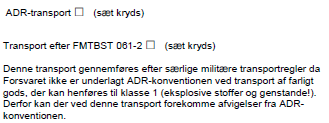 ADR-transport ☐ (sæt kryds)
Transport efter FMTBST 061-2 ☐ (sæt kryds)
Denne transport gennemføres efter særlige militære transportregler da
Forsvaret ikke er underlagt ADR-konventionen ved transport af farligt
gods, der kan henføres til klasse 1 (eksplosive stoffer og genstande!).
Derfor kan der ved denne transport forekomme afvigelser fra ADR-
konventionen.